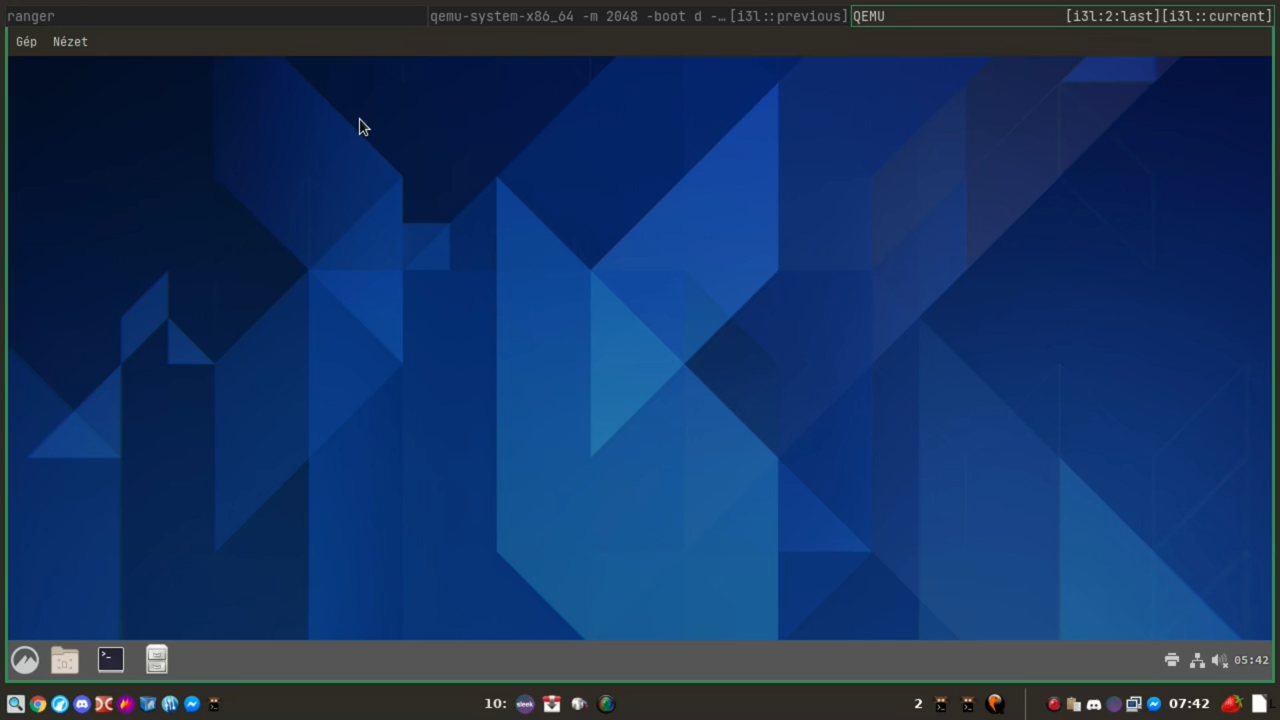 ranger
qemu-system-x86_64 -m 2048 -boot d -…[i3l::previous]
QEMU [i3l:2:last][i3l::current]
Gép Nézet
>_
05:42
10:
sleek
2
07:42